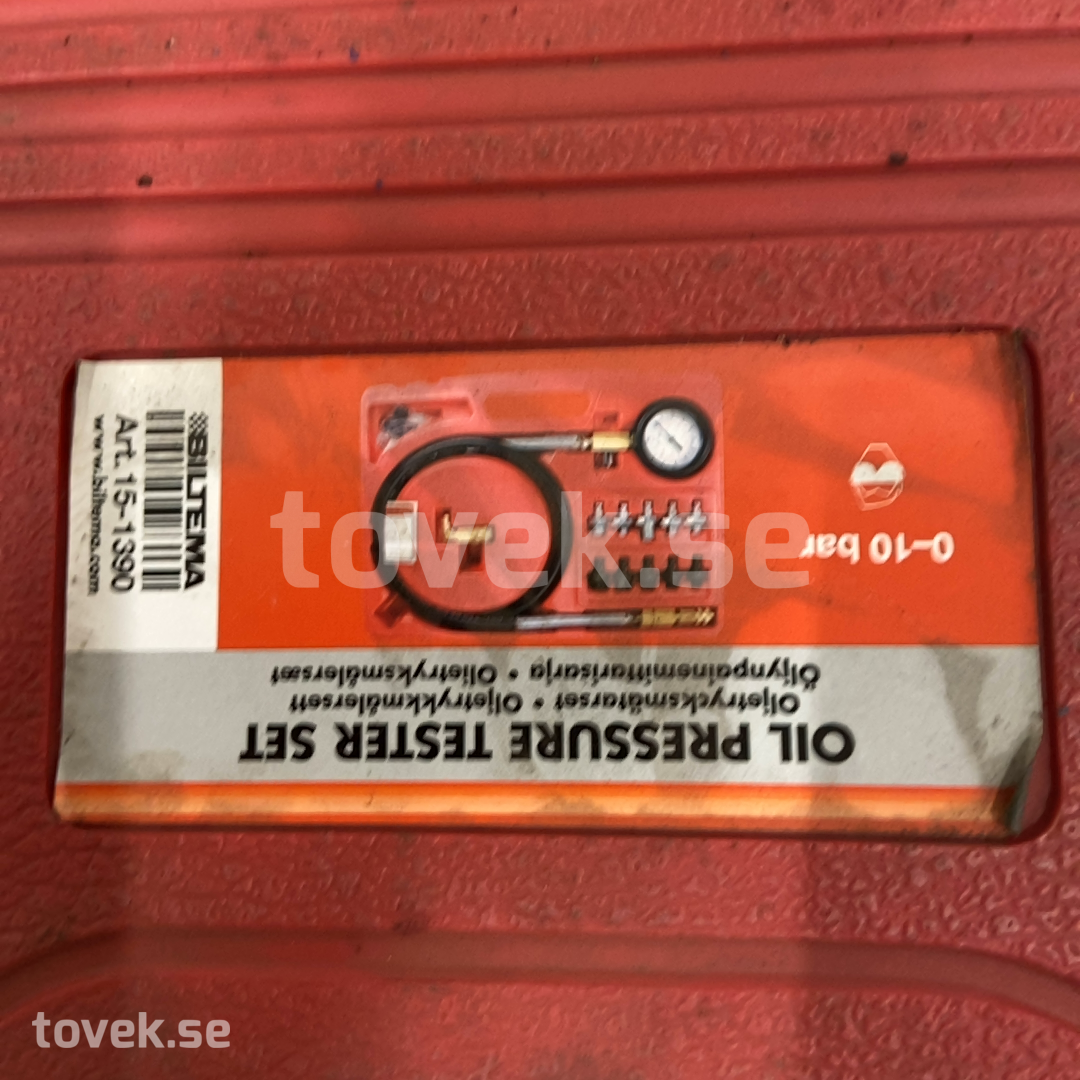 OIL PRESSURE TESTER SET
Oljetrycksmätarset • Oljetrykkmålersett
Öljynpainemittarisarja • Olietryksmålersæt
0–10 bar
BILTEMA
Art. 15-1390
www.biltema.com
tovek.se
tovek.se